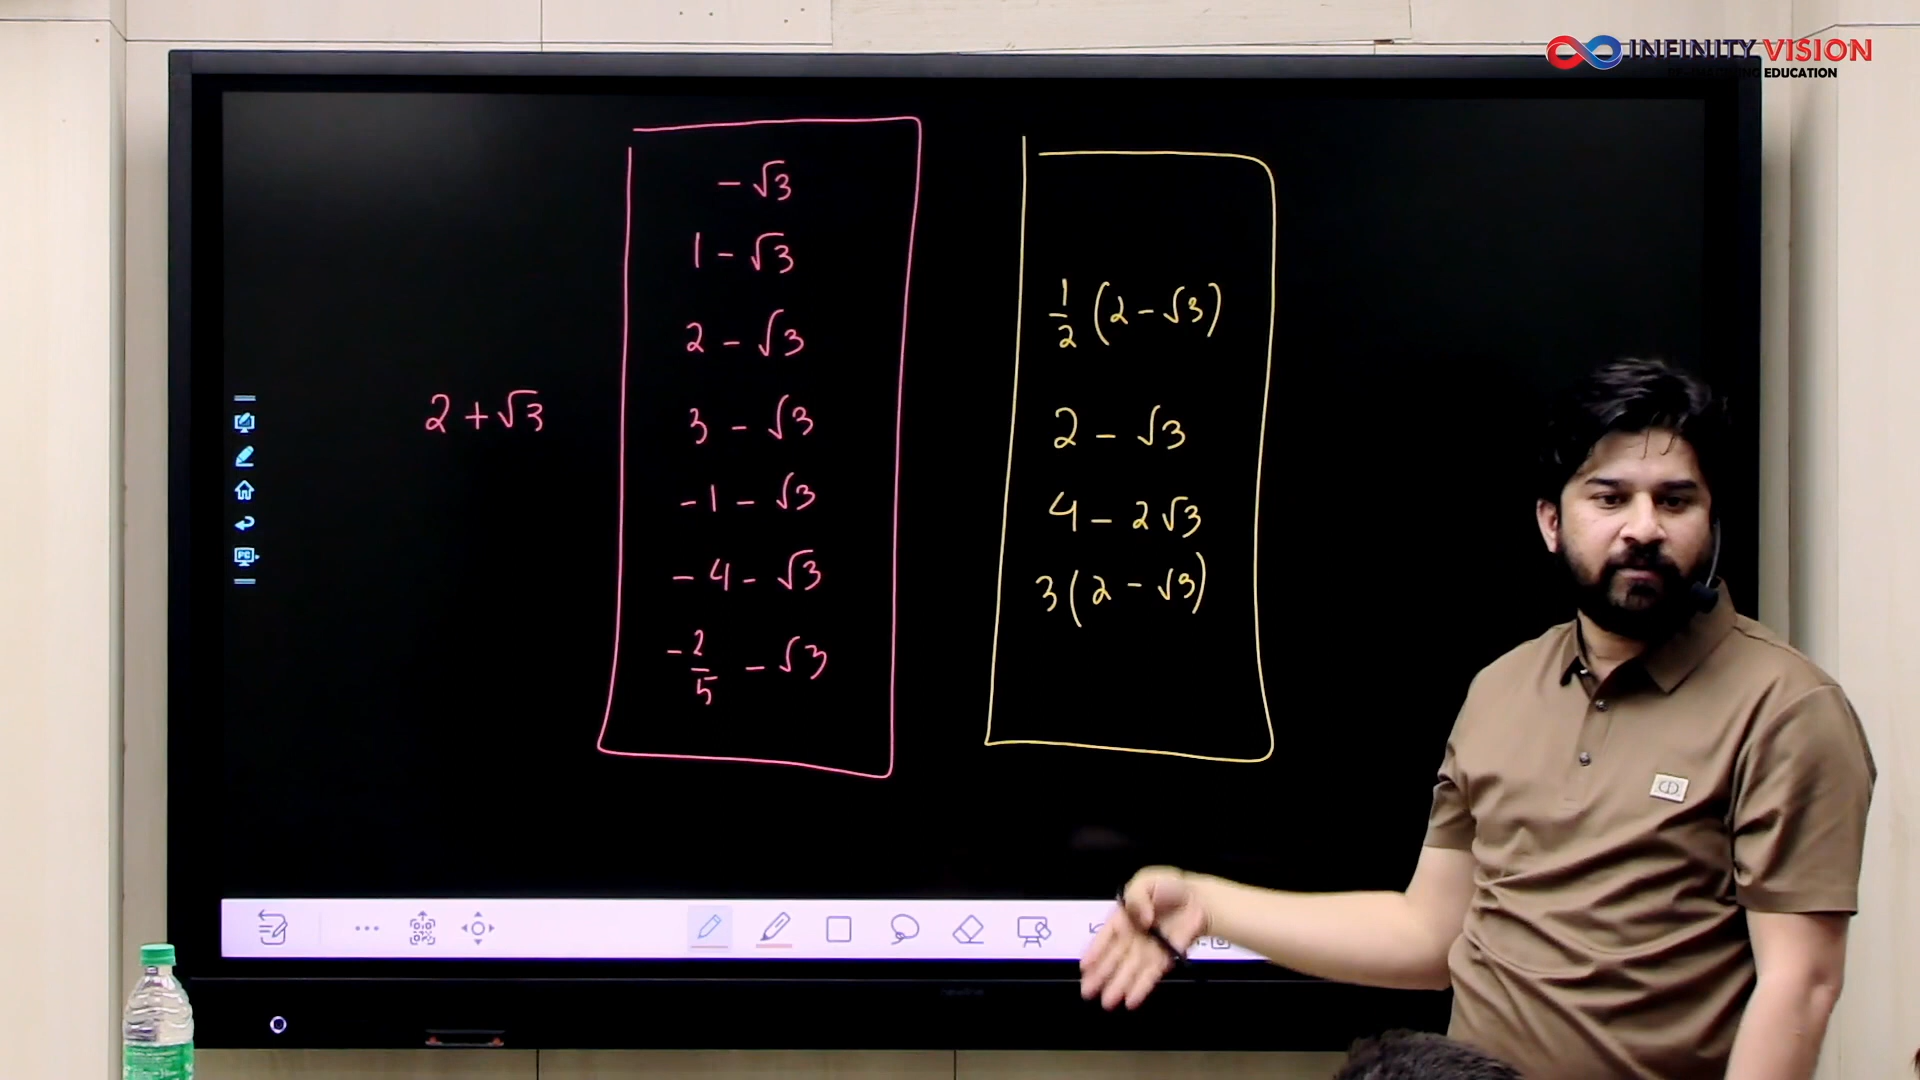 INFINITY VISION
EDUCATION
2 + √3
- √3
1 - √3
2 - √3
3 - √3
- 1 - √3
- 4 - √3
- 2/5 - √3
1/2 (2 - √3)
2 - √3
4 - 2√3
3(2 - √3)
PC